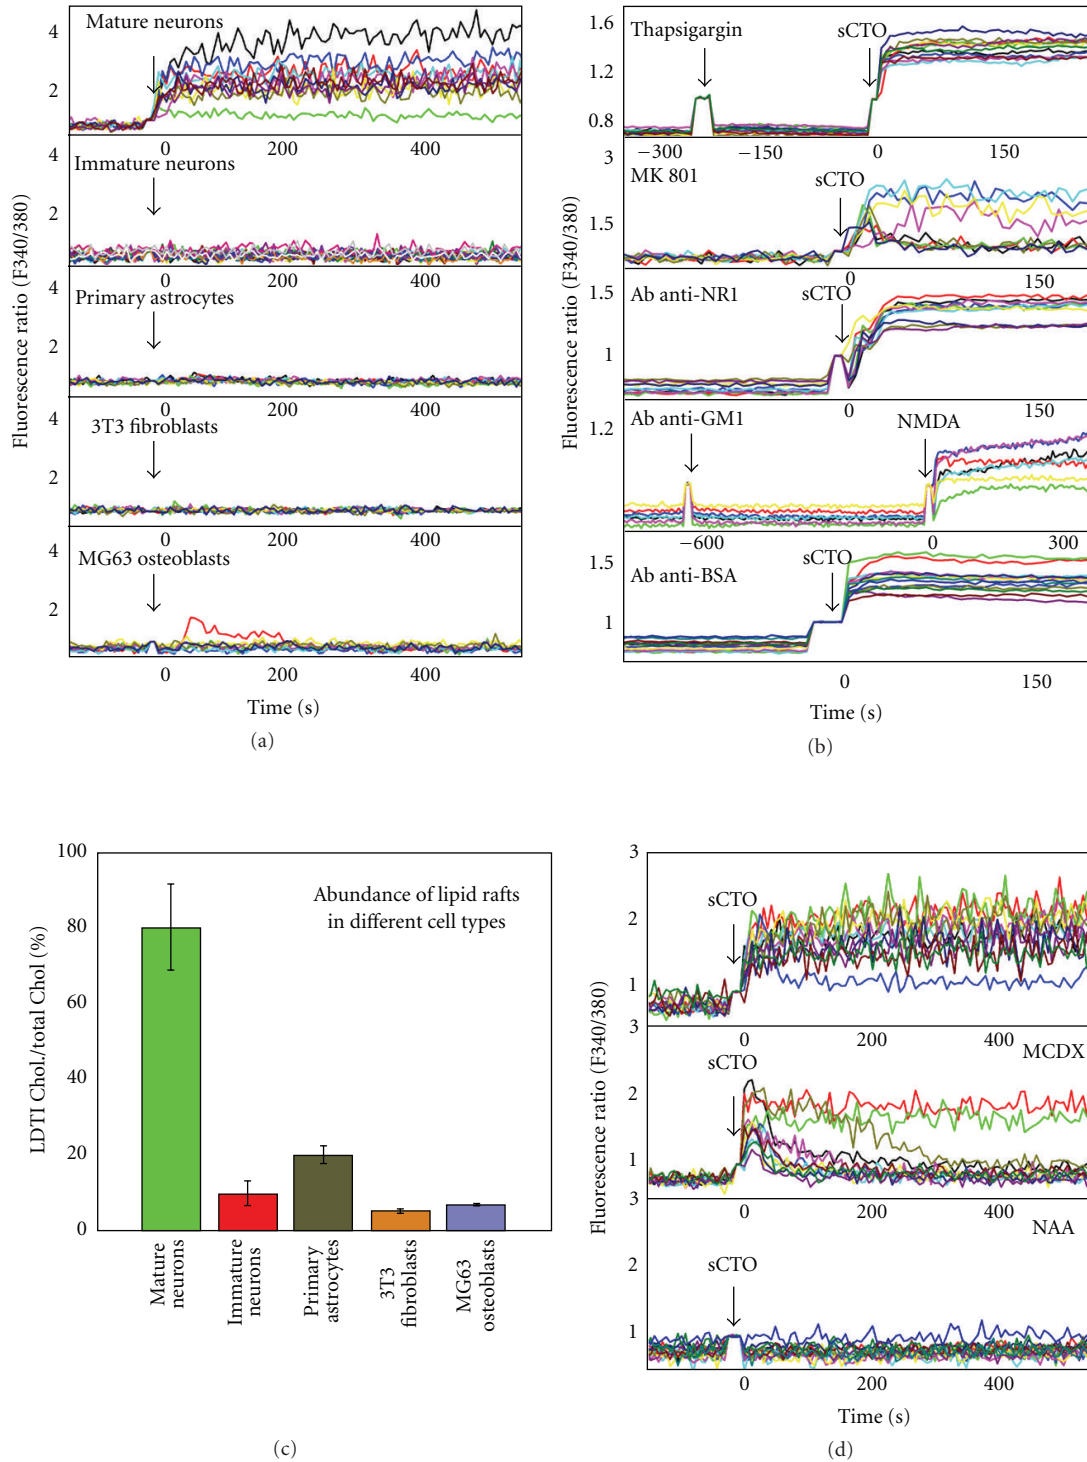 Mature neurons
4
2
0
200
400
Immature neurons
4
2
0
200
400
Primary astrocytes
4
2
0
200
400
3T3 fibroblasts
4
2
0
200
400
MG63 osteoblasts
4
2
0
200
400
Fluorescence ratio (F340/380)
Time (s)
(a)
1.6
1.2
0.8
Thapsigargin
sCTO
−300
−150
0
150
3
1.5
MK 801
sCTO
0
150
1.5
1
Ab anti-NR1
sCTO
0
150
1.2
Ab anti-GM1
NMDA
−600
0
300
1.5
1
Ab anti-BSA
sCTO
0
150
Fluorescence ratio (F340/380)
Time (s)
(b)
100
80
60
40
20
0
LDTI Chol./total Chol (%)
Abundance of lipid rafts
in different cell types
Mature
neurons
Immature
neurons
Primary
astrocytes
3T3
fibroblasts
MG63
osteoblasts
(c)
3
2
1
sCTO
0
200
400
3
2
1
MCDX
sCTO
0
200
400
3
2
1
NAA
sCTO
0
200
400
Fluorescence ratio (F340/380)
Time (s)
(d)